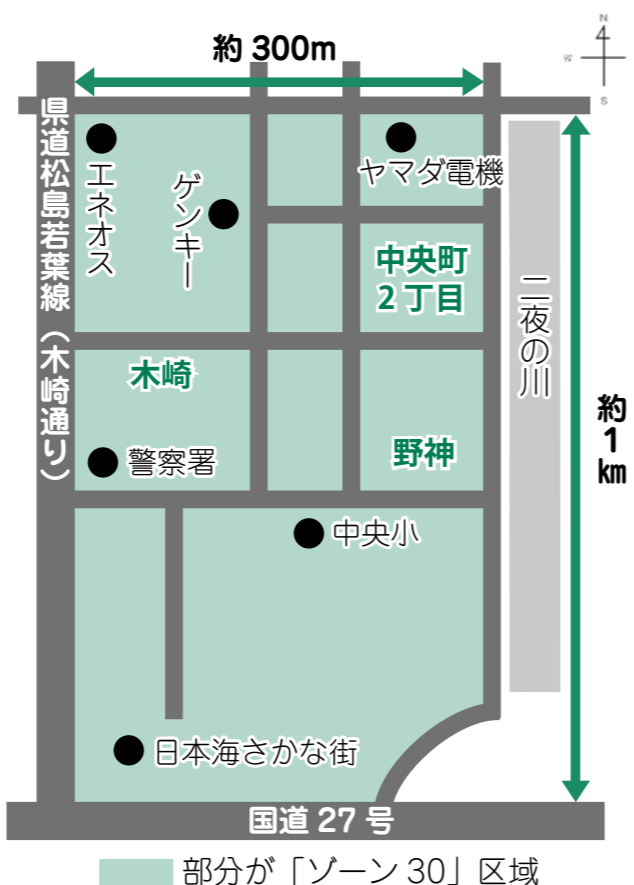 約 300m
N
W
S
県道松島若葉線（木崎通り）
エネオス
ゲンキー
ヤマダ電機
中央町
2 丁目
二夜の川
木崎
約1km
警察署
野神
中央小
日本海さかな街
国道 27 号
部分が「ゾーン 30」区域